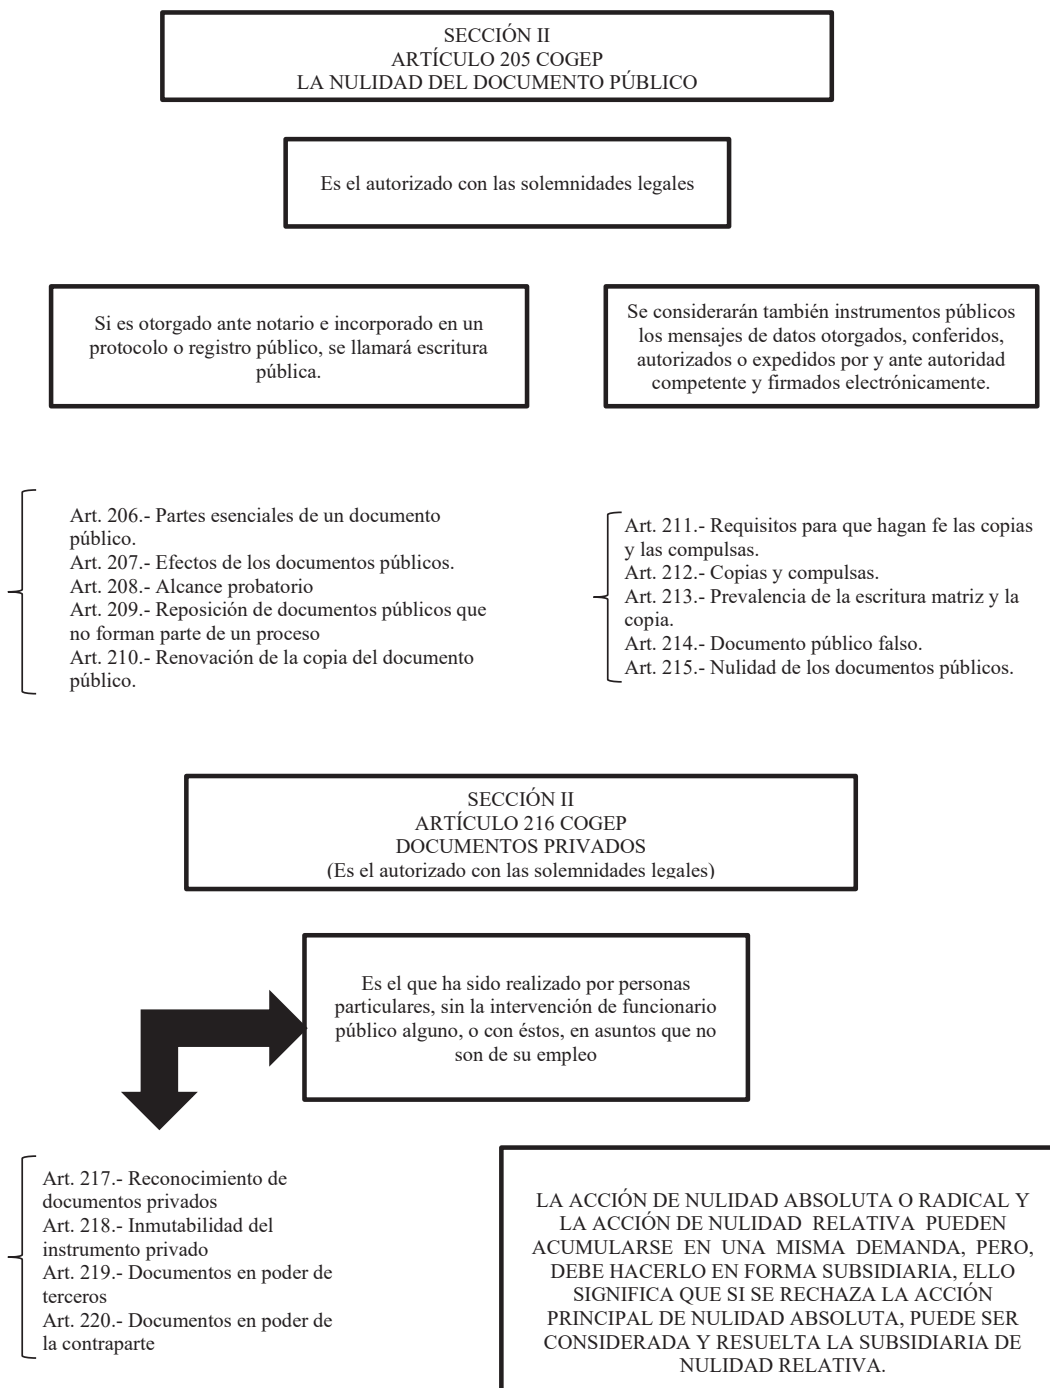 SECCIÓN II
ARTÍCULO 205 COGEP
LA NULIDAD DEL DOCUMENTO PÚBLICO
Es el autorizado con las solemnidades legales
Si es otorgado ante notario e incorporado en un
protocolo o registro público, se llamará escritura
pública.
Se considerarán también instrumentos públicos
los mensajes de datos otorgados, conferidos,
autorizados o expedidos por y ante autoridad
competente y firmados electrónicamente.
Art. 206.- Partes esenciales de un documento
público.
Art. 207.- Efectos de los documentos públicos.
Art. 208.- Alcance probatorio
Art. 209.- Reposición de documentos públicos que
no forman parte de un proceso
Art. 210.- Renovación de la copia del documento
público.
Art. 211.- Requisitos para que hagan fe las copias
y las compulsas.
Art. 212.- Copias y compulsas.
Art. 213.- Prevalencia de la escritura matriz y la
copia.
Art. 214.- Documento público falso.
Art. 215.- Nulidad de los documentos públicos.
SECCIÓN II
ARTÍCULO 216 COGEP
DOCUMENTOS PRIVADOS
(Es el autorizado con las solemnidades legales)
Es el que ha sido realizado por personas
particulares, sin la intervención de funcionario
público alguno, o con éstos, en asuntos que no
son de su empleo
Art. 217.- Reconocimiento de
documentos privados
Art. 218.- Inmutabilidad del
instrumento privado
Art. 219.- Documentos en poder de
terceros
Art. 220.- Documentos en poder de
la contraparte
LA ACCIÓN DE NULIDAD ABSOLUTA O RADICAL Y
LA ACCIÓN DE NULIDAD RELATIVA PUEDEN
ACUMULARSE EN UNA MISMA DEMANDA, PERO,
DEBE HACERLO EN FORMA SUBSIDIARIA, ELLO
SIGNIFICA QUE SI SE RECHAZA LA ACCIÓN
PRINCIPAL DE NULIDAD ABSOLUTA, PUEDE SER
CONSIDERADA Y RESUELTA LA SUBSIDIARIA DE
NULIDAD RELATIVA.